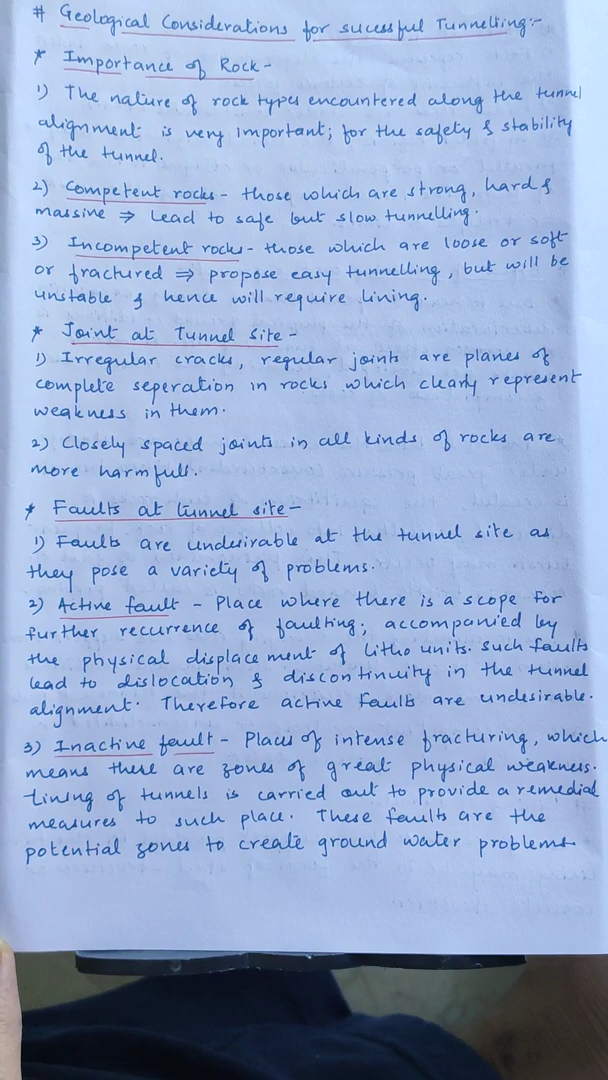 # Geological Considerations for sucessful Tunnelling:-
* Importance of Rock -
1) The nature of rock types encountered along the tunnel
alignment is very important; for the safety & stability
of the tunnel.
2) Competent rocks - those which are strong, hard &
massive ⇒ lead to safe but slow tunnelling.
3) Incompetent rocks - those which are loose or soft
or fractured ⇒ propose easy tunnelling, but will be
unstable & hence will require lining.
* Joint at Tunnel site -
1) Irregular cracks, regular joints are planes of
complete seperation in rocks which clearly represent
weakness in them.
2) Closely spaced joints in all kinds of rocks are
more harmfull.
* Faults at tunnel site -
1) Faults are undesirable at the tunnel site as
they pose a variety of problems.
2) Active fault - Place where there is a scope for
further recurrence of faulting; accompanied by
the physical displacement of litho units. Such faults
lead to dislocation & discontinuity in the tunnel
alignment. Therefore active faults are undesirable.
3) Inactive fault - Places of intense fracturing, which
means there are zones of great physical weakness.
Lining of tunnels is carried out to provide a remedial
measures to such place. These faults are the
potential zones to create ground water problems